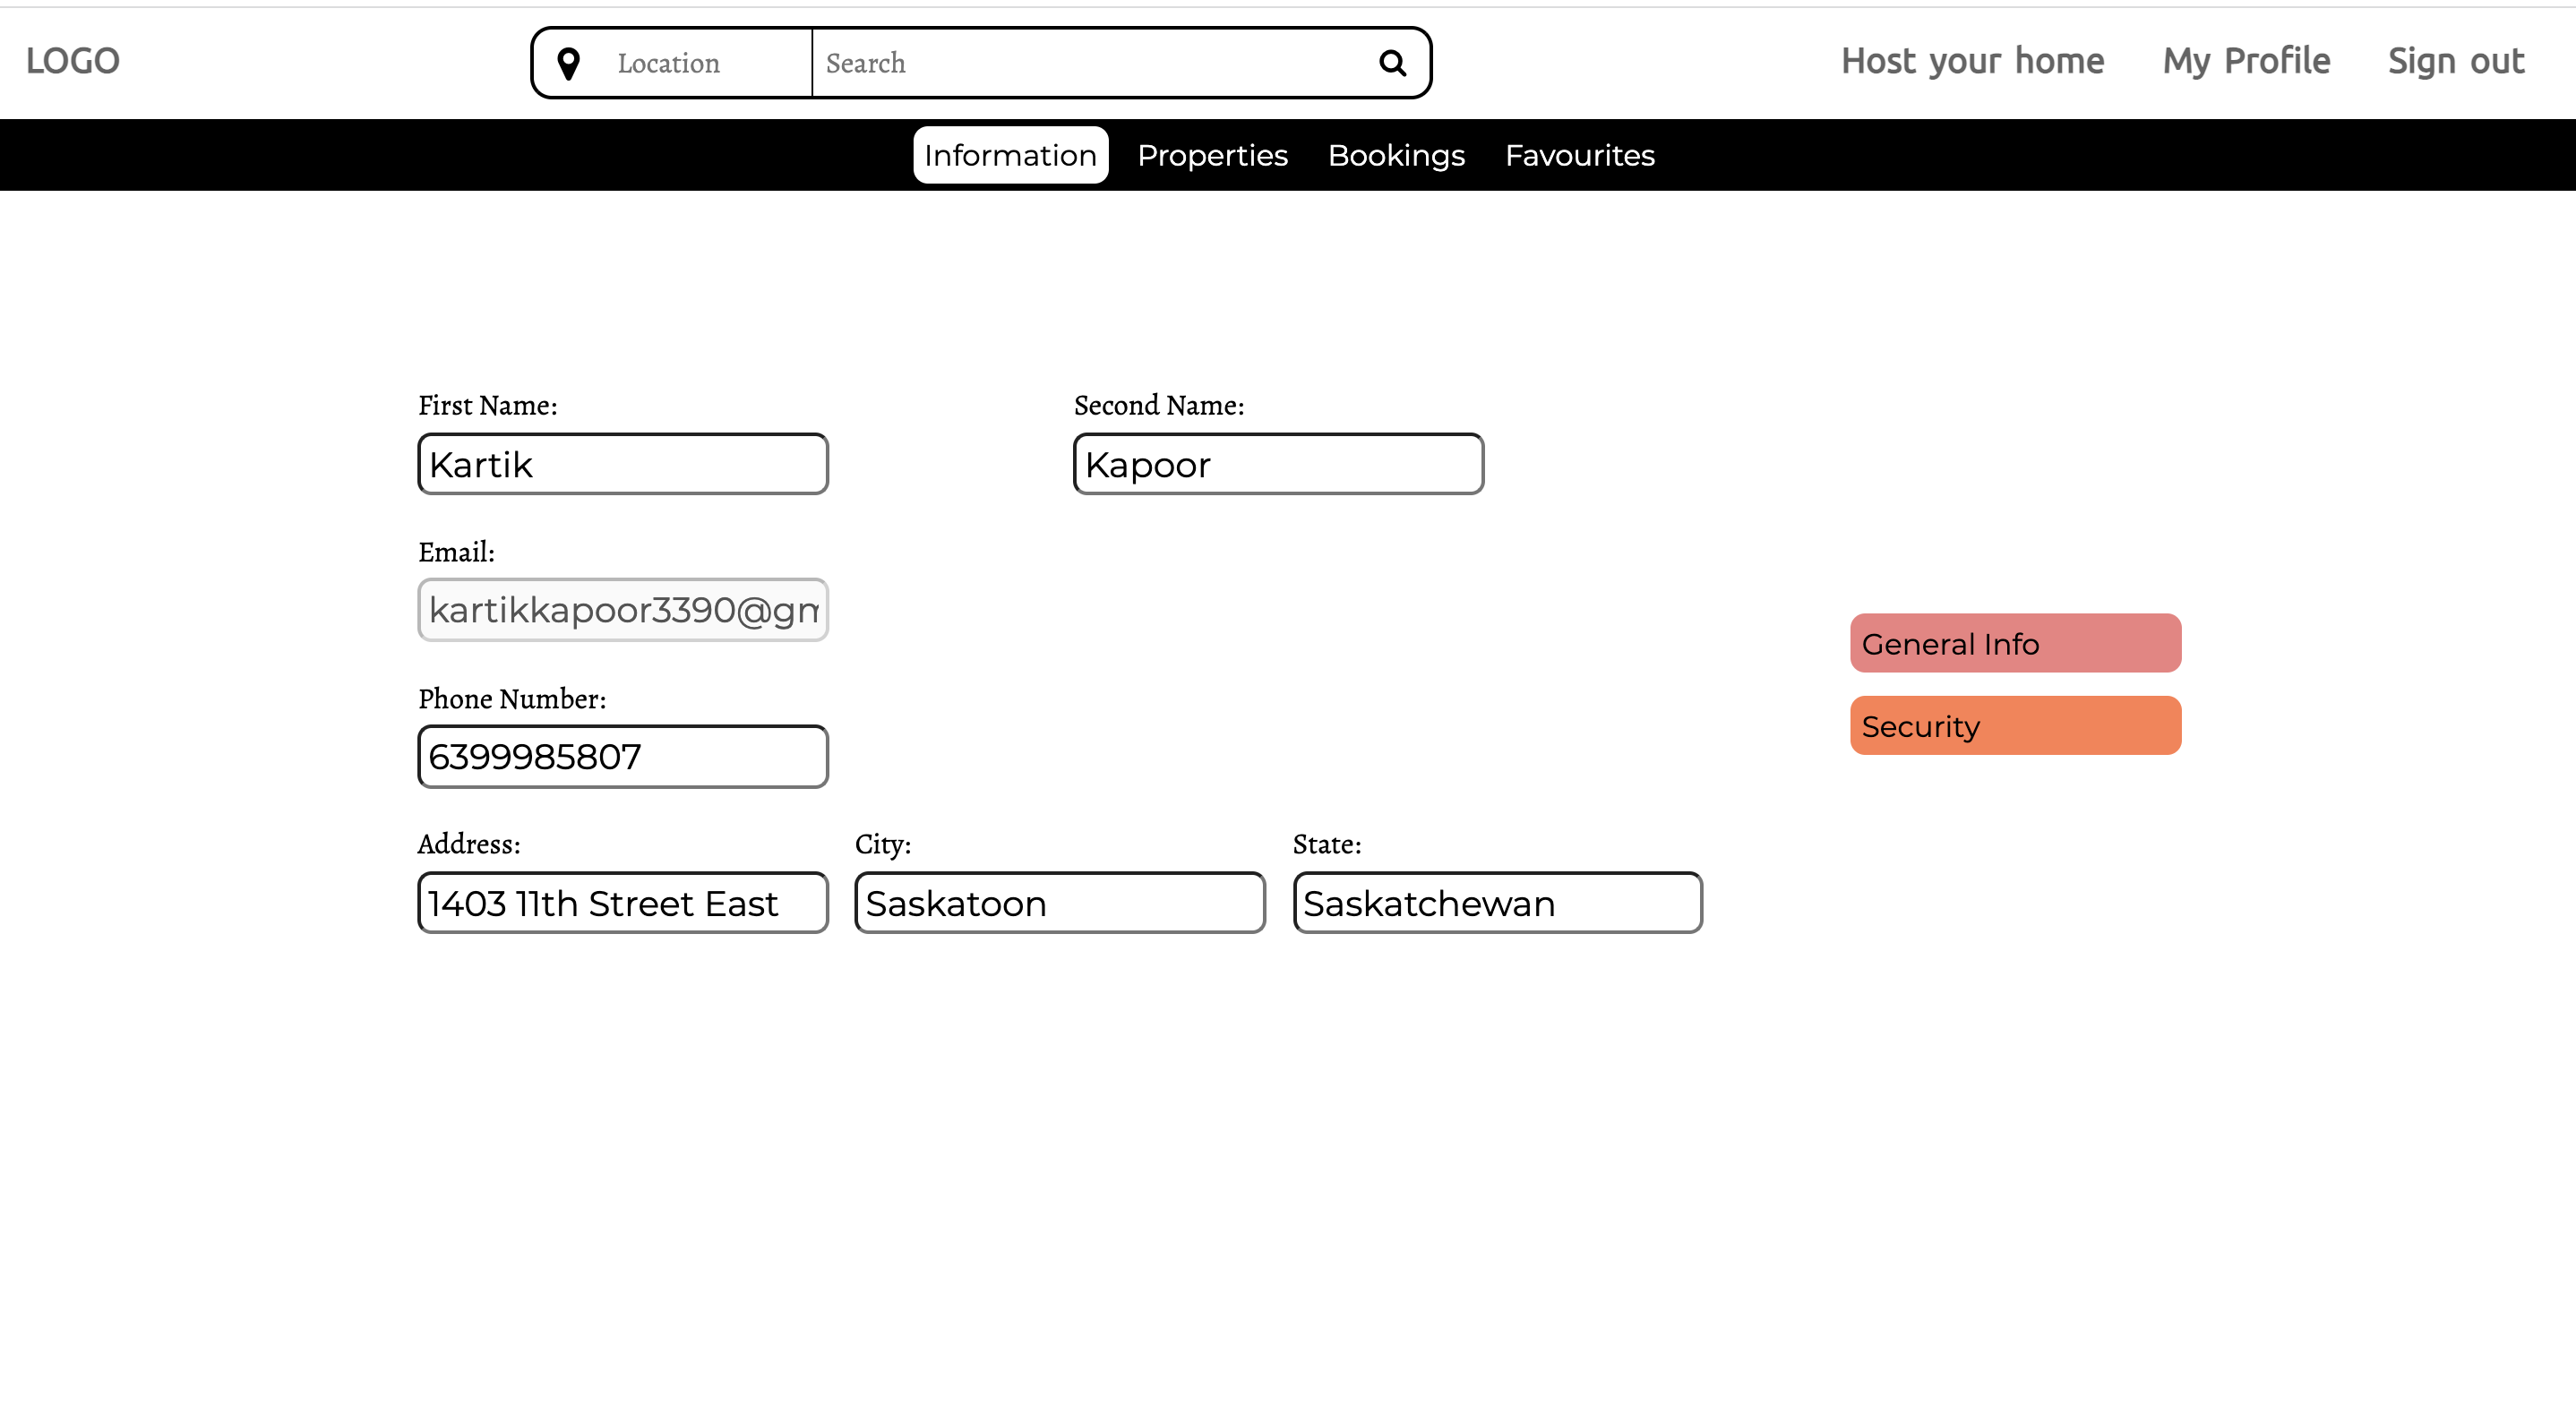 LOGO
Location Search
Host your home My Profile Sign out
Information Properties Bookings Favourites
First Name: Second Name:
Kartik Kapoor
Email:
kartikkapoor3390@gm
General Info
Phone Number:
Security
6399985807
Address: City: State:
1403 11th Street East Saskatoon Saskatchewan